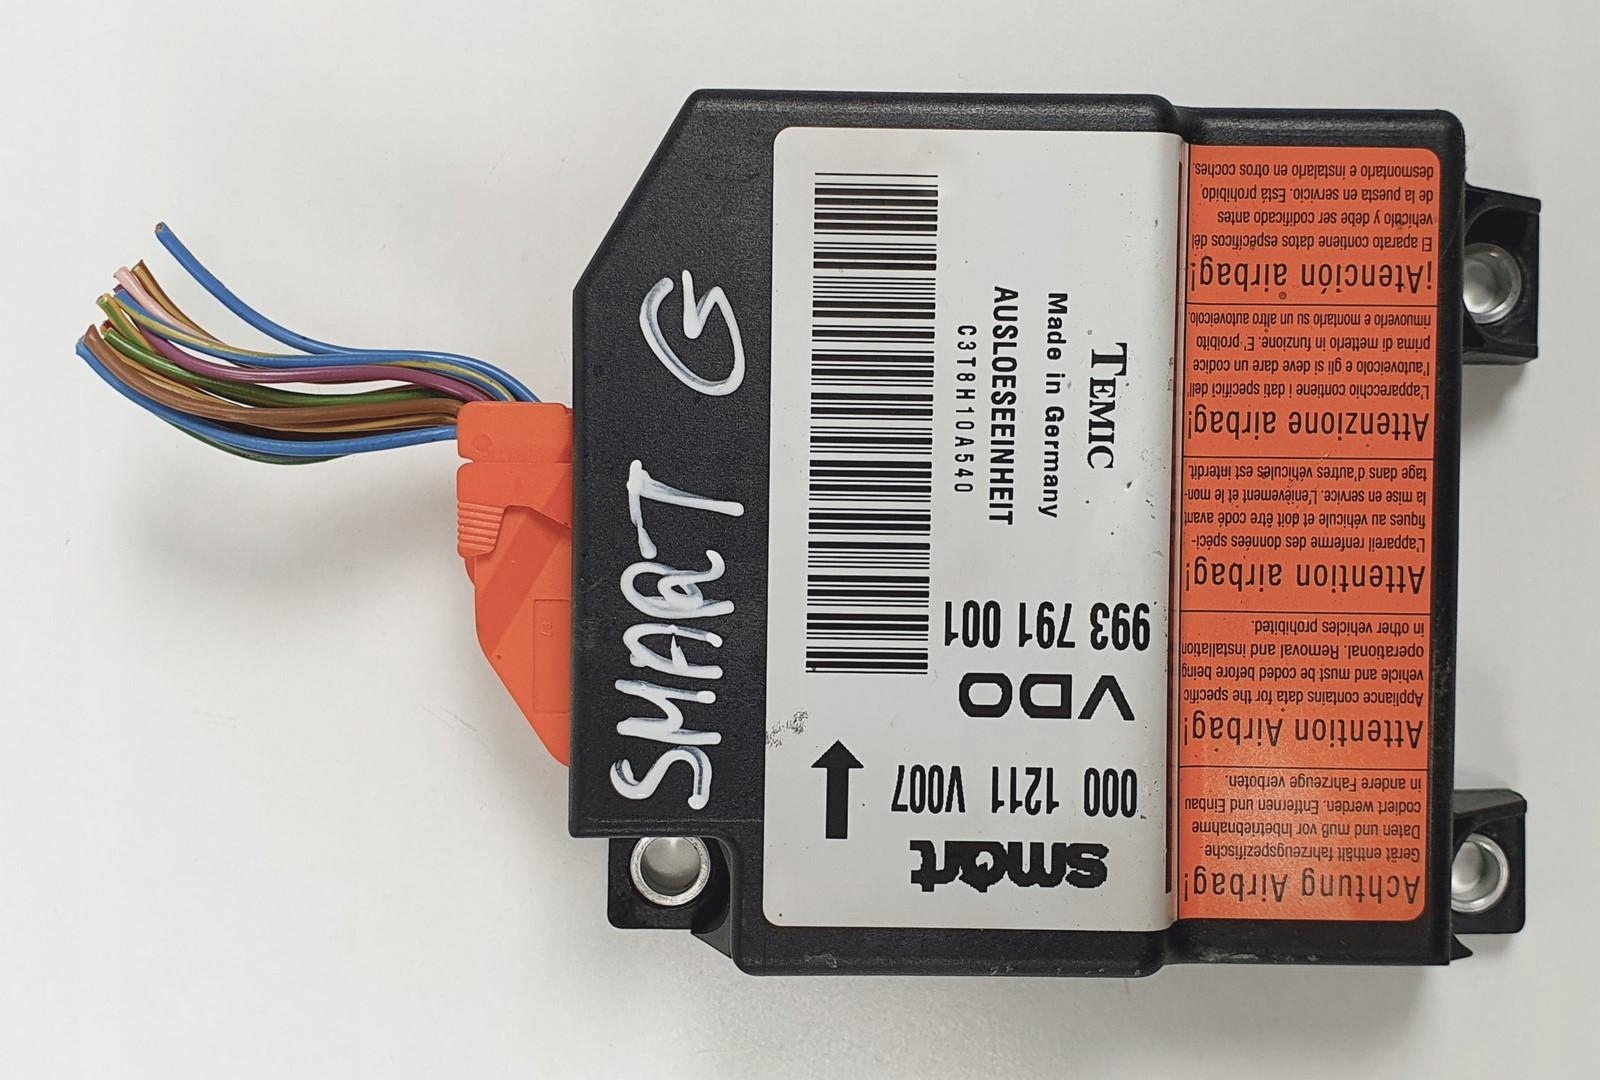 SMART G
TEMIC
Made in Germany
AUSLOESEEINHEIT
C3T8H10A540
smart
000 1211 V007
VDO
993 791 001
Achtung Airbag!
Gerät enthält fahrzeugspezifische
Daten und muß vor Inbetriebnahme
codiert werden. Entfernen und Einbau
in andere Fahrzeuge verboten.
Attention Airbag!
Appliance contains data for the specific
vehicle and must be coded before being
operational. Removal and installation
in other vehicles prohibited.
Attention airbag!
L'appareil renferme des données spéci-
fiques au véhicule et doit être codé avant
la mise en service. L'enlèvement et le mon-
tage dans d'autres véhicules est interdit.
Attenzione airbag!
L'apparecchio contiene i dati specifici dell'
l'autoveicolo e gli si deve dare un codice
prima di metterlo in funzione. E' proibito
rimuoverlo e montarlo su un altro autoveicolo.
¡Atención airbag!
El aparato contiene datos específicos dél
vehículo y debe ser codificado antes
de la puesta en servicio. Está prohibido,
desmontarlo e instalarlo en otros coches.